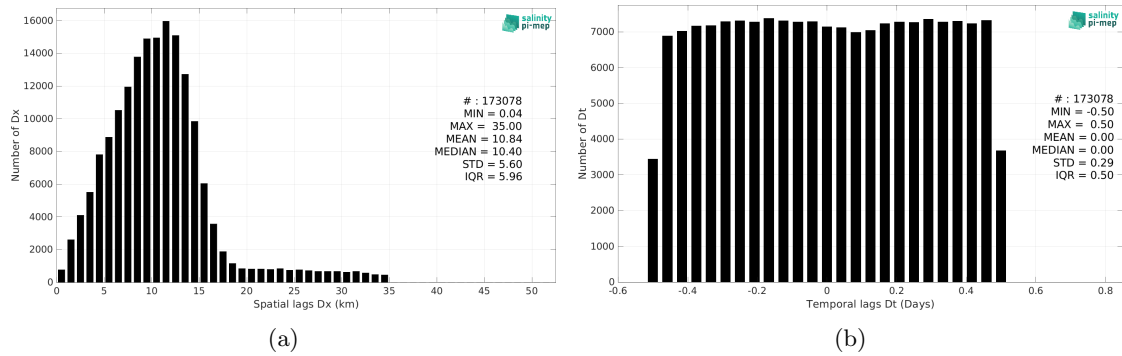 16000
14000
12000
10000
8000
6000
4000
2000
0
Number of Dx
salinity
pi-mep
# : 173078
MIN = 0.04
MAX = 35.00
MEAN = 10.84
MEDIAN = 10.40
STD = 5.60
IQR = 5.96
0 5 10 15 20 25 30 35 40 45 50
Spatial lags Dx (km)
(a)
7000
6000
5000
4000
3000
2000
1000
0
Number of Dt
salinity
pi-mep
# : 173078
MIN = -0.50
MAX = 0.50
MEAN = 0.00
MEDIAN = 0.00
STD = 0.29
IQR = 0.50
-0.6 -0.4 -0.2 0 0.2 0.4 0.6 0.8
Temporal lags Dt (Days)
(b)